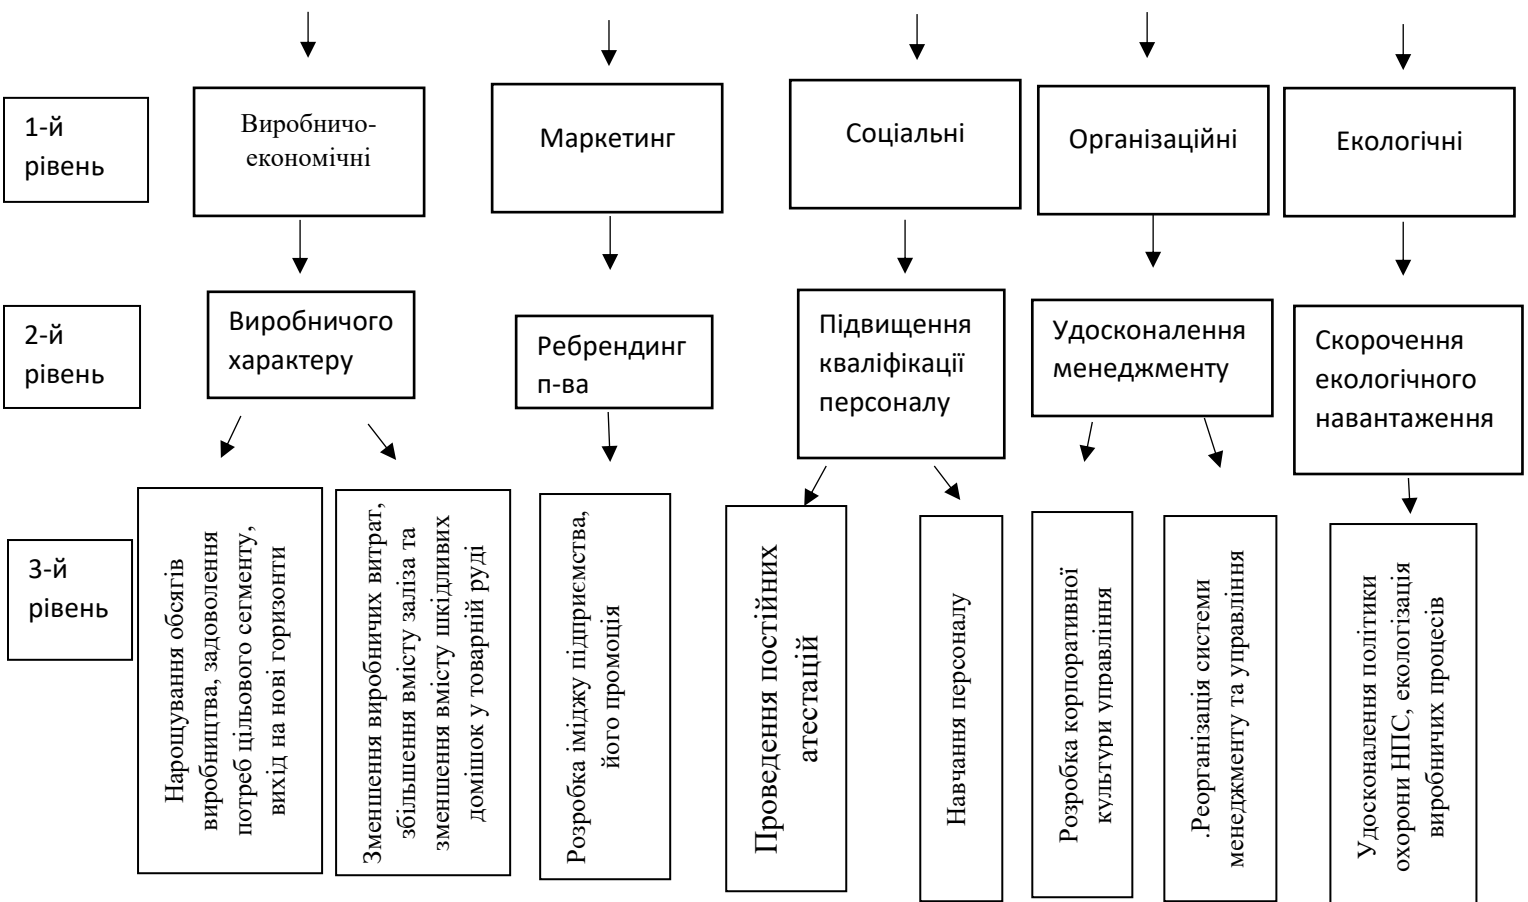 1-й
рівень
Виробничо-
економічні
Маркетинг
Соціальні
Організаційні
Екологічні
2-й
рівень
Виробничого
характеру
Ребрендинг
п-ва
Підвищення
кваліфікації
персоналу
Удосконалення
менеджменту
Скорочення
екологічного
навантаження
3-й
рівень
Нарощування обсягів
виробництва, задоволення
потреб цільового сегменту,
вихід на нові горизонти
Зменшення виробничих витрат,
збільшення вмісту заліза та
зменшення вмісту шкідливих
домішок у товарній руді
Розробка іміджу підприємства,
його промоція
Проведення постійних
атестацій
Навчання персоналу
Розробка корпоративної
культури управління
.Реорганізація системи
менеджменту та управління
Удосконалення політики
охорони НПС, екологізація
виробничих процесів